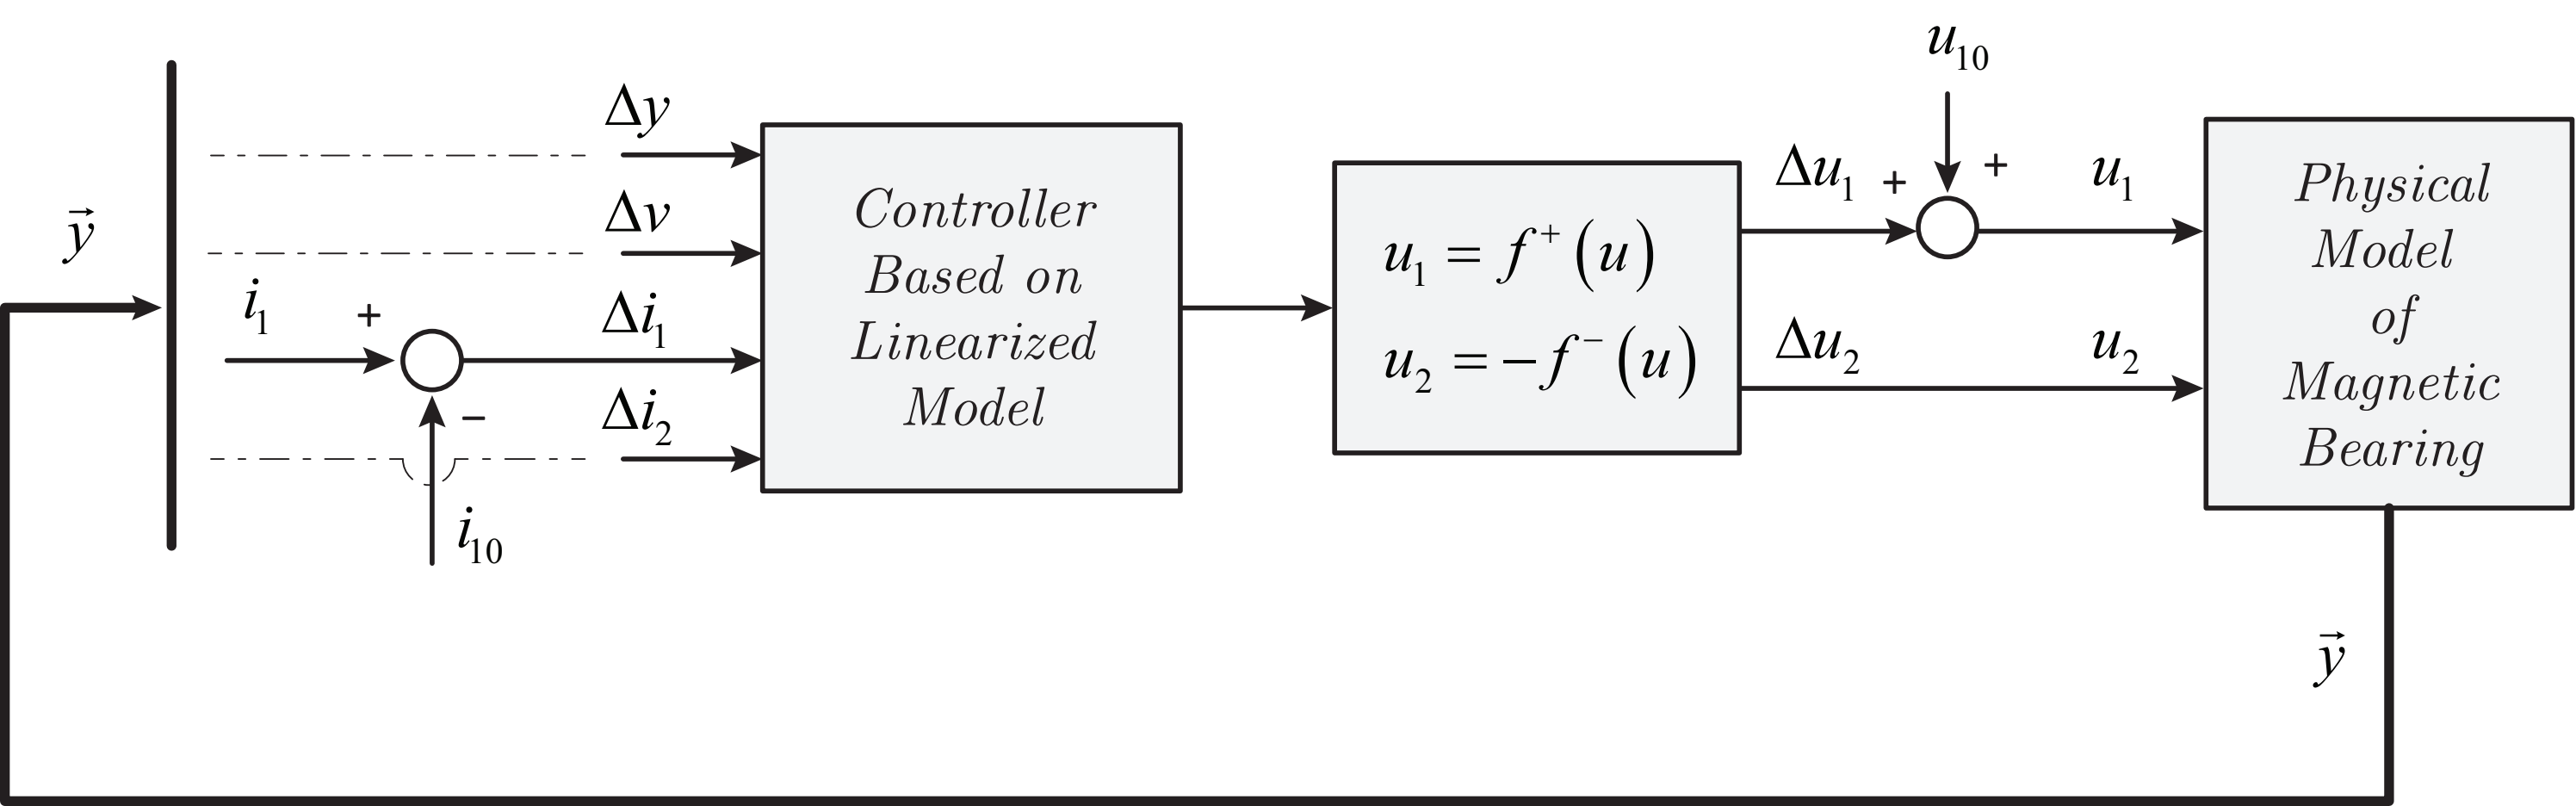 u₁₀
Δy
Δv
i₁
+
−
Δi₁
Δi₂
i₁₀
y⃗
Controller
Based on
Linearized
Model
u₁ = f⁺(u)
u₂ = −f⁻(u)
Δu₁
+
+
u₁
Δu₂
u₂
Physical
Model
of
Magnetic
Bearing
y⃗